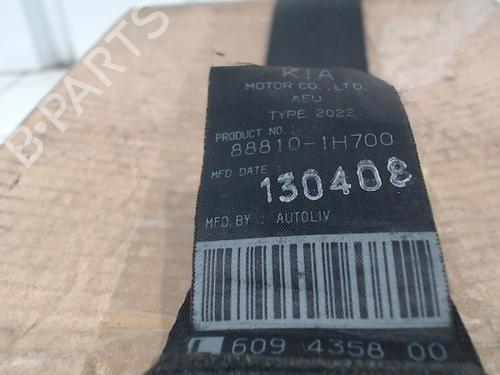 B-PARTS
KIA
MOTOR CO., LTD.
AEU
TYPE 2022
PRODUCT NO.:
88810-1H700
MFD. DATE :
130408
MFD. BY : AUTOLIV
609 4358 00